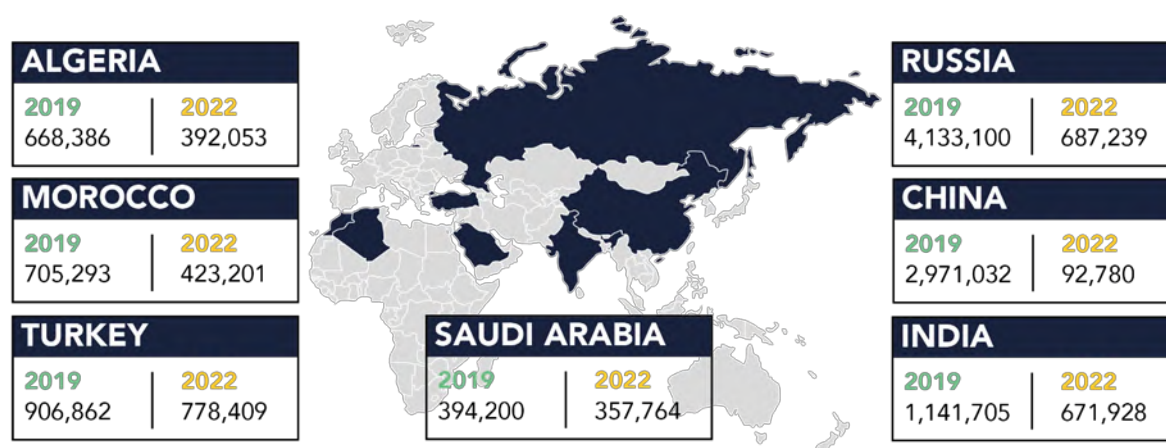 ALGERIA
2019 2022
668,386 392,053
MOROCCO
2019 2022
705,293 423,201
TURKEY
2019 2022
906,862 778,409
SAUDI ARABIA
2019 2022
394,200 357,764
RUSSIA
2019 2022
4,133,100 687,239
CHINA
2019 2022
2,971,032 92,780
INDIA
2019 2022
1,141,705 671,928